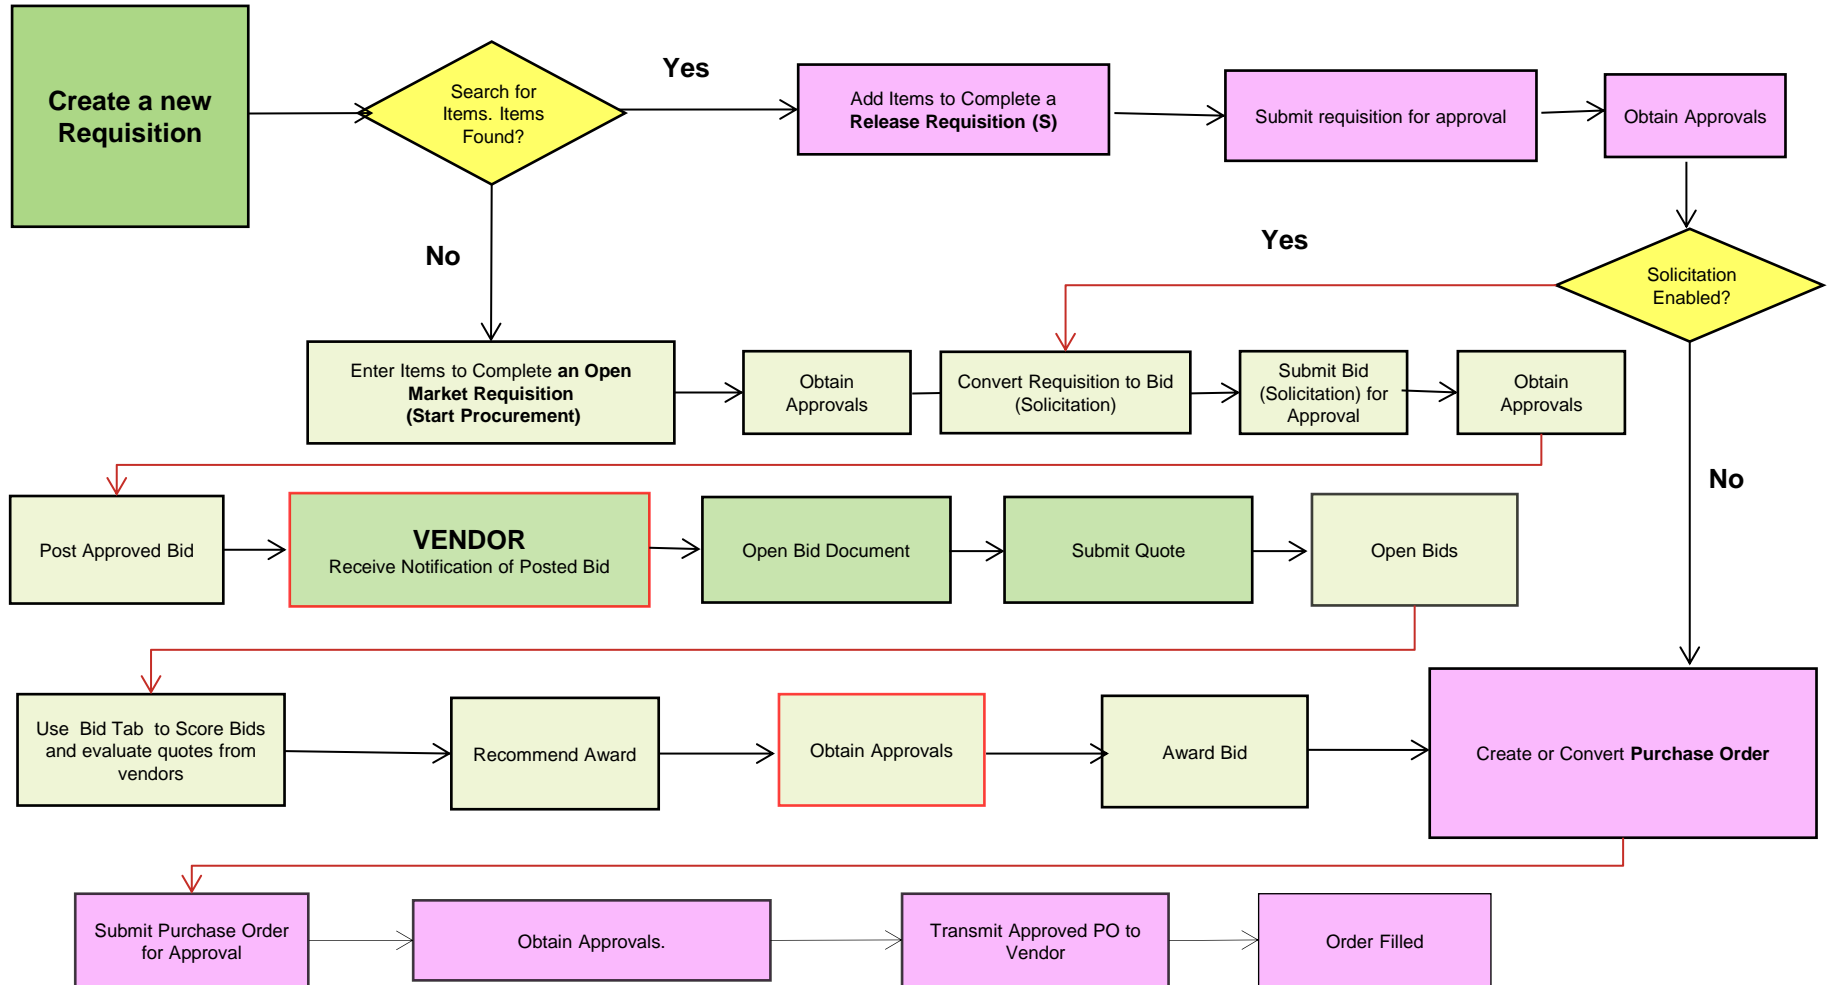 Create a new
Requisition
Search for
Items. Items
Found?
Yes
Add Items to Complete a
Release Requisition (S)
Submit requisition for approval
Obtain Approvals
No
Yes
Solicitation
Enabled?
Enter Items to Complete an Open
Market Requisition
(Start Procurement)
Obtain
Approvals
Convert Requisition to Bid
(Solicitation)
Submit Bid
(Solicitation) for
Approval
Obtain
Approvals
No
Post Approved Bid
VENDOR
Receive Notification of Posted Bid
Open Bid Document
Submit Quote
Open Bids
Use Bid Tab to Score Bids
and evaluate quotes from
vendors
Recommend Award
Obtain Approvals
Award Bid
Create or Convert Purchase Order
Submit Purchase Order
for Approval
Obtain Approvals.
Transmit Approved PO to
Vendor
Order Filled